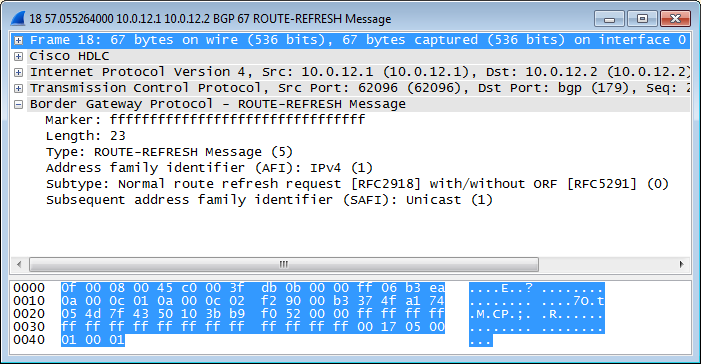 18 57.055264000 10.0.12.1 10.0.12.2 BGP 67 ROUTE-REFRESH Message
Frame 18: 67 bytes on wire (536 bits), 67 bytes captured (536 bits) on interface 0
Cisco HDLC
Internet Protocol Version 4, Src: 10.0.12.1 (10.0.12.1), Dst: 10.0.12.2 (10.0.12.2)
Transmission Control Protocol, Src Port: 62096 (62096), Dst Port: bgp (179), Seq: 2
Border Gateway Protocol - ROUTE-REFRESH Message
Marker: ffffffffffffffffffffffffffffffff
Length: 23
Type: ROUTE-REFRESH Message (5)
Address family identifier (AFI): IPv4 (1)
Subtype: Normal route refresh request [RFC2918] with/without ORF [RFC5291] (0)
Subsequent address family identifier (SAFI): Unicast (1)
0000 0f 00 08 00 45 c0 00 3f db 0b 00 00 ff 06 b3 ea ....E..? ........
0010 0a 00 0c 01 0a 00 0c 02 f2 90 00 b3 37 4f a1 74 ........ ....7O.t
0020 05 4d 7f 43 50 10 3b b9 f0 52 00 00 ff ff ff ff .M.CP.;. .R......
0030 ff ff ff ff ff ff ff ff ff ff ff ff 00 17 05 00 ........ ........
0040 01 00 01 ...